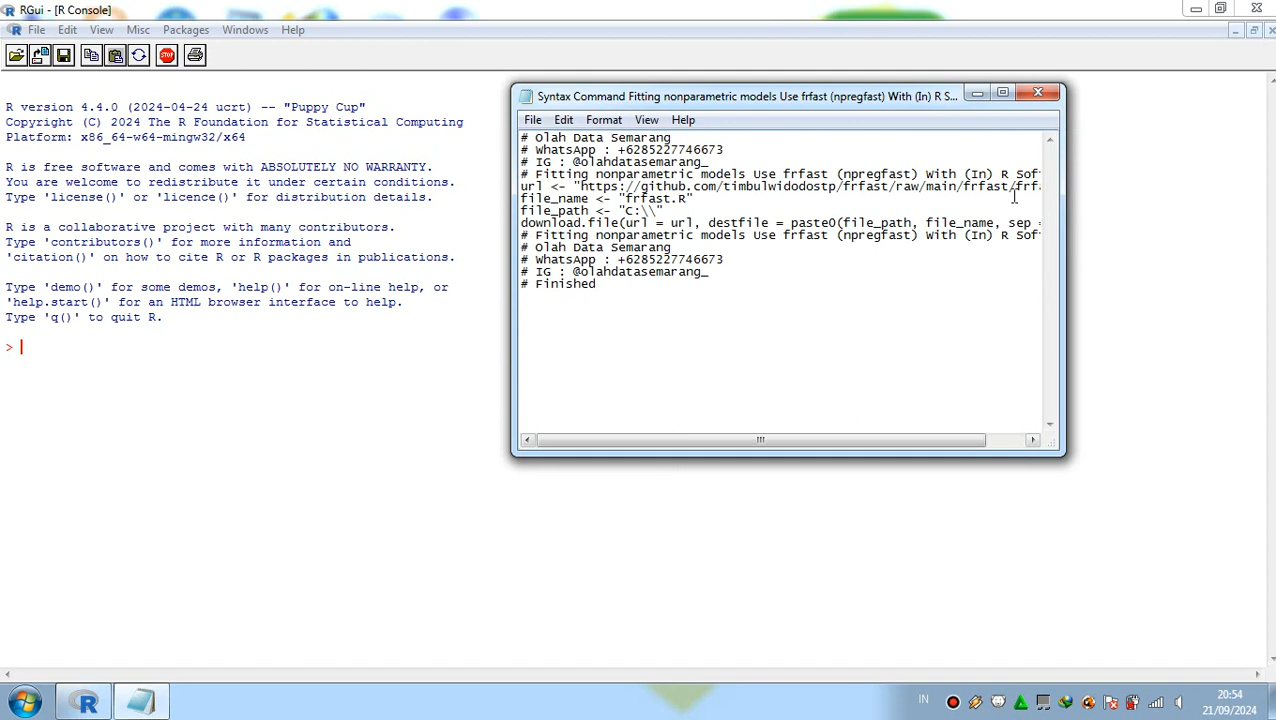 RGui - [R Console]
File Edit View Misc Packages Windows Help
STOP
R version 4.4.0 (2024-04-24 ucrt) -- "Puppy Cup"
Copyright (C) 2024 The R Foundation for Statistical Computing
Platform: x86_64-w64-mingw32/x64
R is free software and comes with ABSOLUTELY NO WARRANTY.
You are welcome to redistribute it under certain conditions.
Type 'license()' or 'licence()' for distribution details.
R is a collaborative project with many contributors.
Type 'contributors()' for more information and
'citation()' on how to cite R or R packages in publications.
Type 'demo()' for some demos, 'help()' for on-line help, or
'help.start()' for an HTML browser interface to help.
Type 'q()' to quit R.
>
Syntax Command Fitting nonparametric models Use frfast (npregfast) With (In) R S...
File Edit Format View Help
# Olah Data Semarang
# WhatsApp : +6285227746673
# IG : @olahdatasemarang_
# Fitting nonparametric models Use frfast (npregfast) With (In) R Sof
url <- "https://github.com/timbulwidodostp/frfast/raw/main/frfast/frf
file_name <- "frfast.R"
file_path <- "C:\\"
download.file(url = url, destfile = paste0(file_path, file_name, sep =
# Fitting nonparametric models Use frfast (npregfast) With (In) R Sof
# Olah Data Semarang
# WhatsApp : +6285227746673
# IG : @olahdatasemarang_
# Finished
IN
20:54
21/09/2024